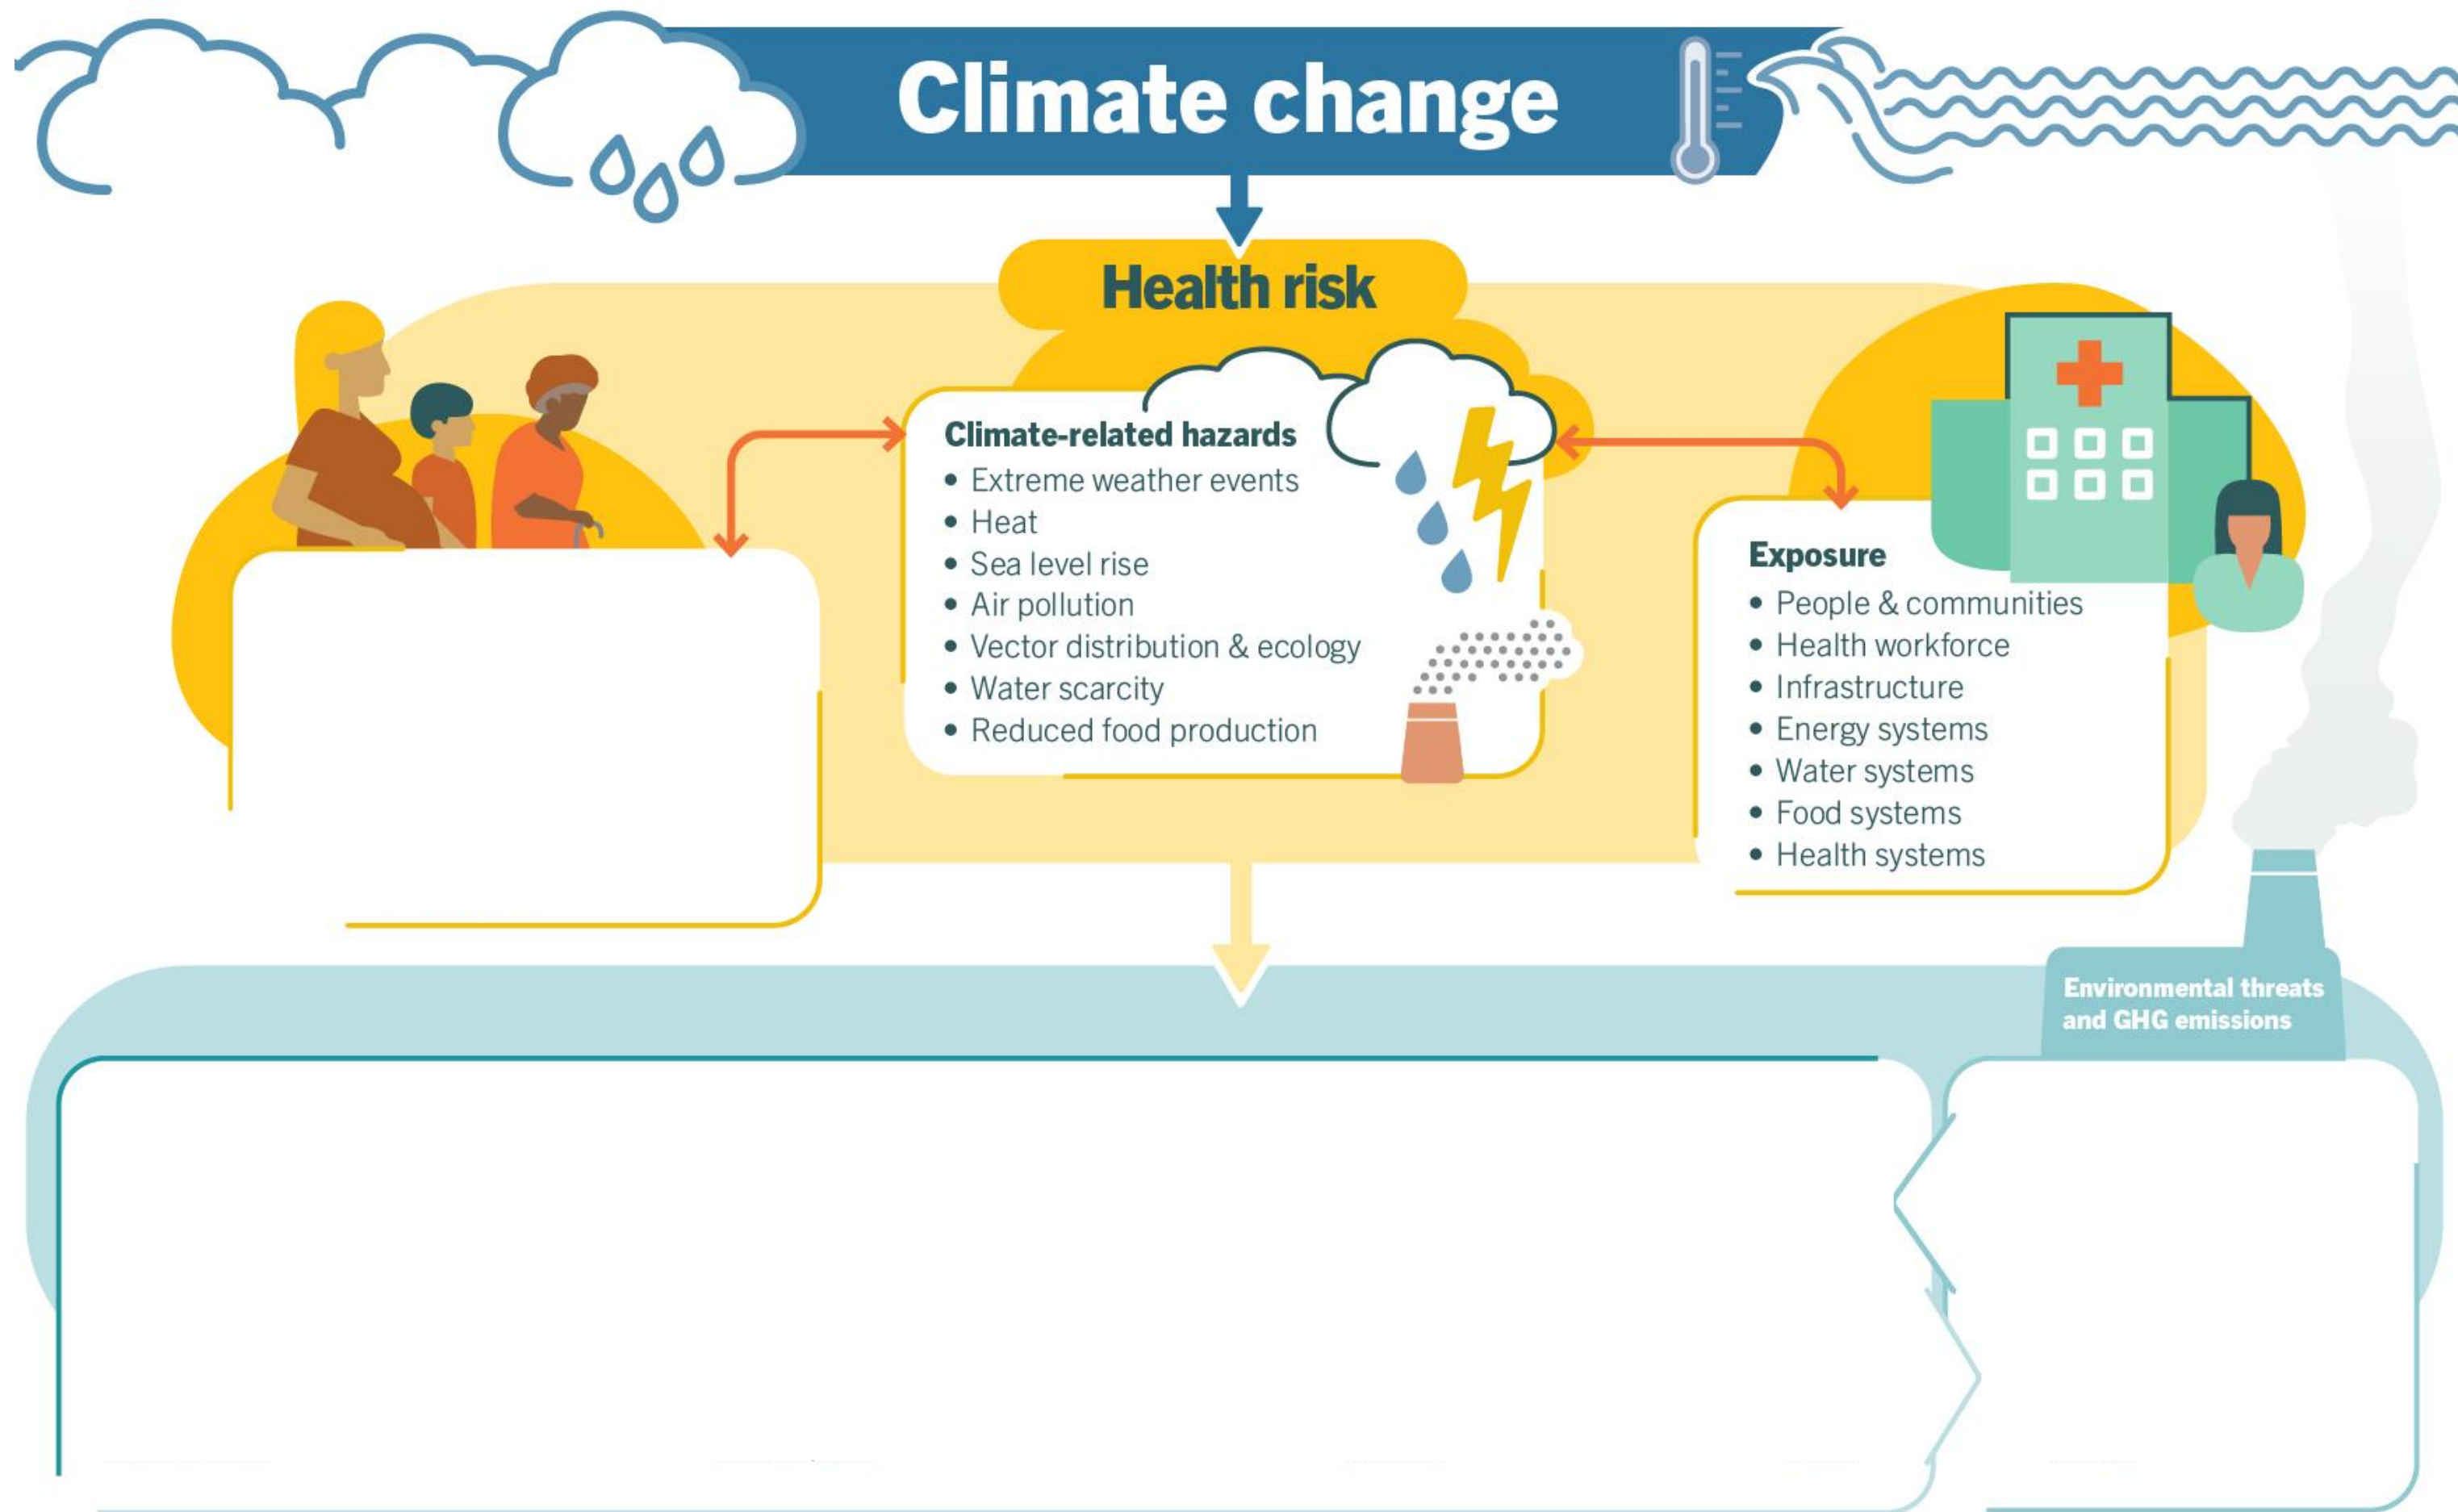 Climate change
Health risk
Climate-related hazards
• Extreme weather events
• Heat
• Sea level rise
• Air pollution
• Vector distribution & ecology
• Water scarcity
• Reduced food production
Exposure
• People & communities
• Health workforce
• Infrastructure
• Energy systems
• Water systems
• Food systems
• Health systems
Environmental threats
and GHG emissions